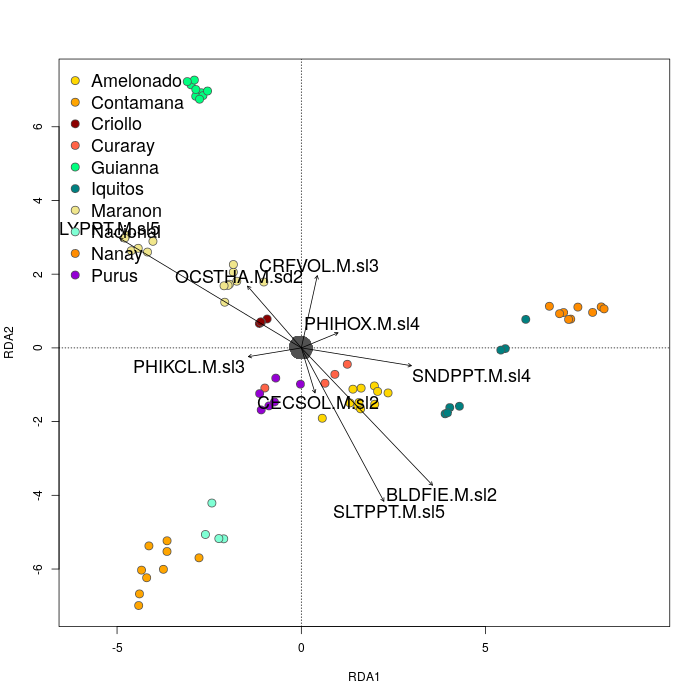 Amelonado
Contamana
Criollo
Curaray
Guianna
Iquitos
Maranon
Nacional
Nanay
Purus
LYPPT.M.sl5
OCSTHA.M.sd2
CRFVOL.M.sl3
PHIHOX.M.sl4
PHIKCL.M.sl3
SNDPPT.M.sl4
CECSOL.M.sl2
BLDFIE.M.sl2
SLTPPT.M.sl5
6
4
2
0
-2
-4
-6
RDA2
-5 0 5
RDA1